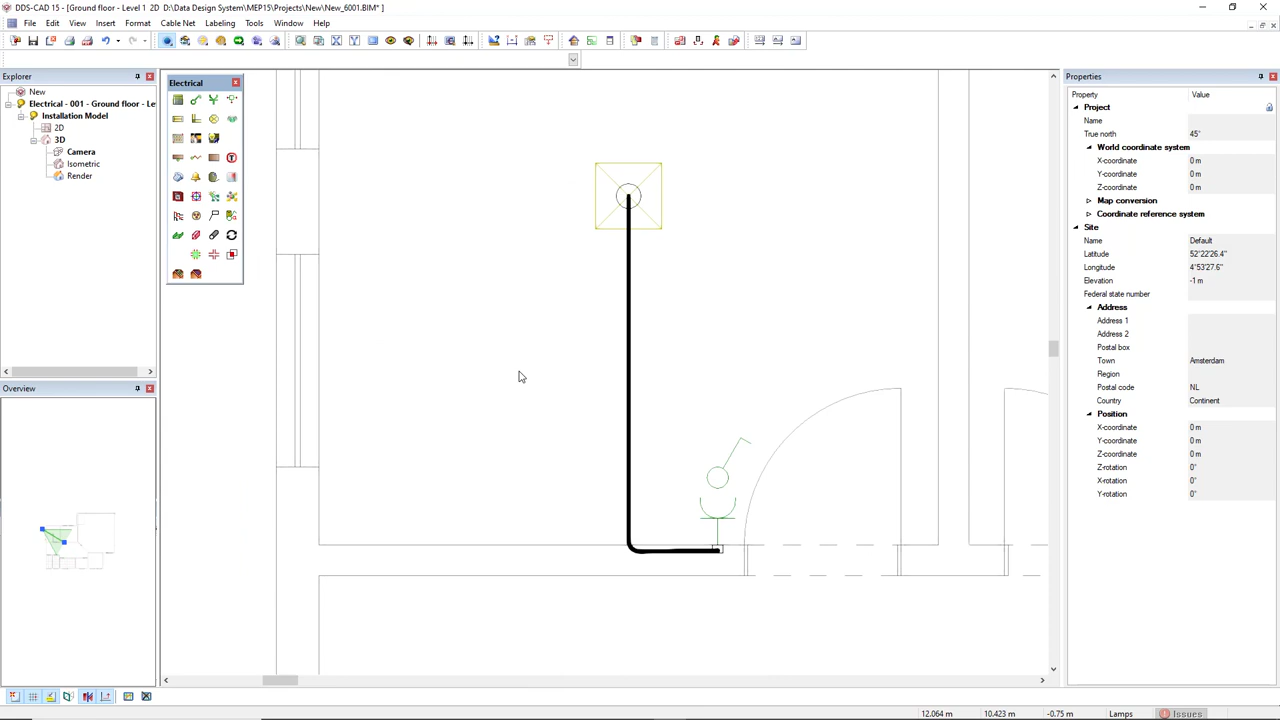 DDS-CAD 15 - [Ground floor - Level 1 2D D:\Data Design System\MEP15\Projects\New\New_6001.BIM* ]
File Edit View Insert Format Cable Net Labeling Tools Window Help
Explorer
New
Electrical - 001 - Ground floor - Le
Installation Model
2D
3D
Camera
Isometric
Render
Overview
Electrical
Properties
Property Value
Project
Name
True north 45°
World coordinate system
X-coordinate 0 m
Y-coordinate 0 m
Z-coordinate 0 m
Map conversion
Coordinate reference system
Site
Name Default
Latitude 52°22'26.4"
Longitude 4°53'27.6"
Elevation -1 m
Federal state number
Address
Address 1
Address 2
Postal box
Town Amsterdam
Region
Postal code NL
Country Continent
Position
X-coordinate 0 m
Y-coordinate 0 m
Z-coordinate 0 m
Z-rotation 0°
X-rotation 0°
Y-rotation 0°
12.064 m 10.423 m -0.75 m Lamps Issues